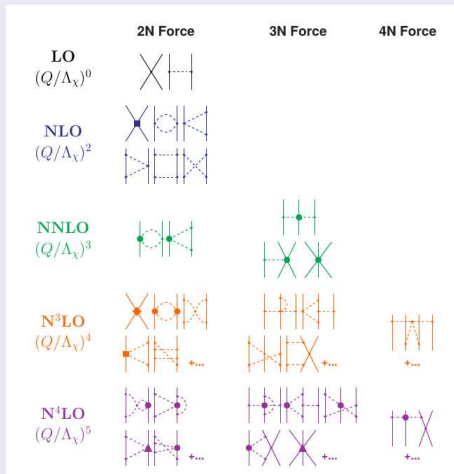 2N Force 3N Force 4N Force
LO
(Q/Λχ)⁰
NLO
(Q/Λχ)²
NNLO
(Q/Λχ)³
N³LO
(Q/Λχ)⁴
+... +... +...
N⁴LO
(Q/Λχ)⁵
+... +... +...